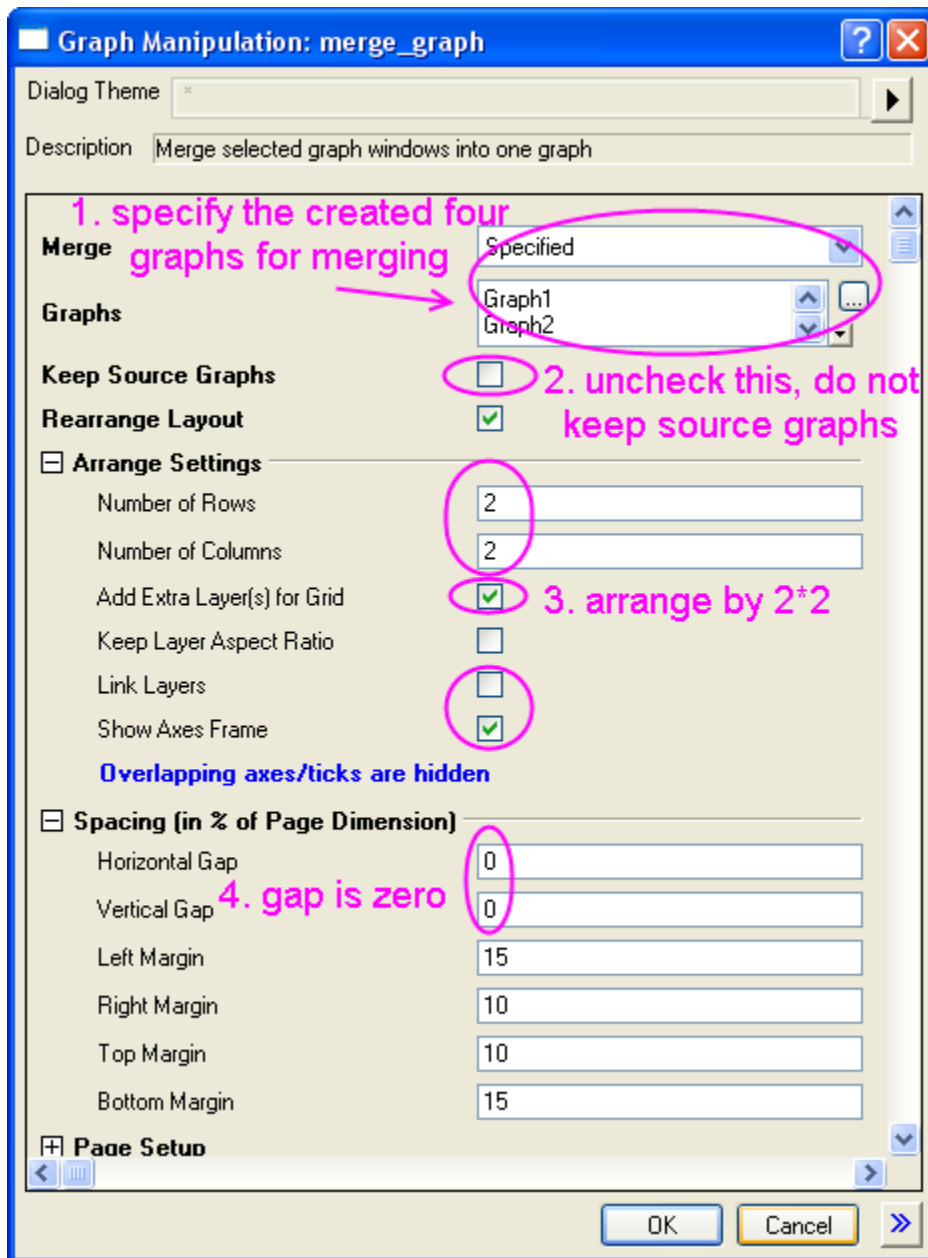 Graph Manipulation: merge_graph
Dialog Theme *
Description Merge selected graph windows into one graph
1. specify the created four
graphs for merging
Merge Specified
Graphs Graph1
Graph2
...
Keep Source Graphs
2. uncheck this, do not
keep source graphs
Rearrange Layout
Arrange Settings
Number of Rows 2
Number of Columns 2
Add Extra Layer(s) for Grid
3. arrange by 2*2
Keep Layer Aspect Ratio
Link Layers
Show Axes Frame
Overlapping axes/ticks are hidden
Spacing (in % of Page Dimension)
Horizontal Gap 0
4. gap is zero
Vertical Gap 0
Left Margin 15
Right Margin 10
Top Margin 10
Bottom Margin 15
Page Setup
OK Cancel